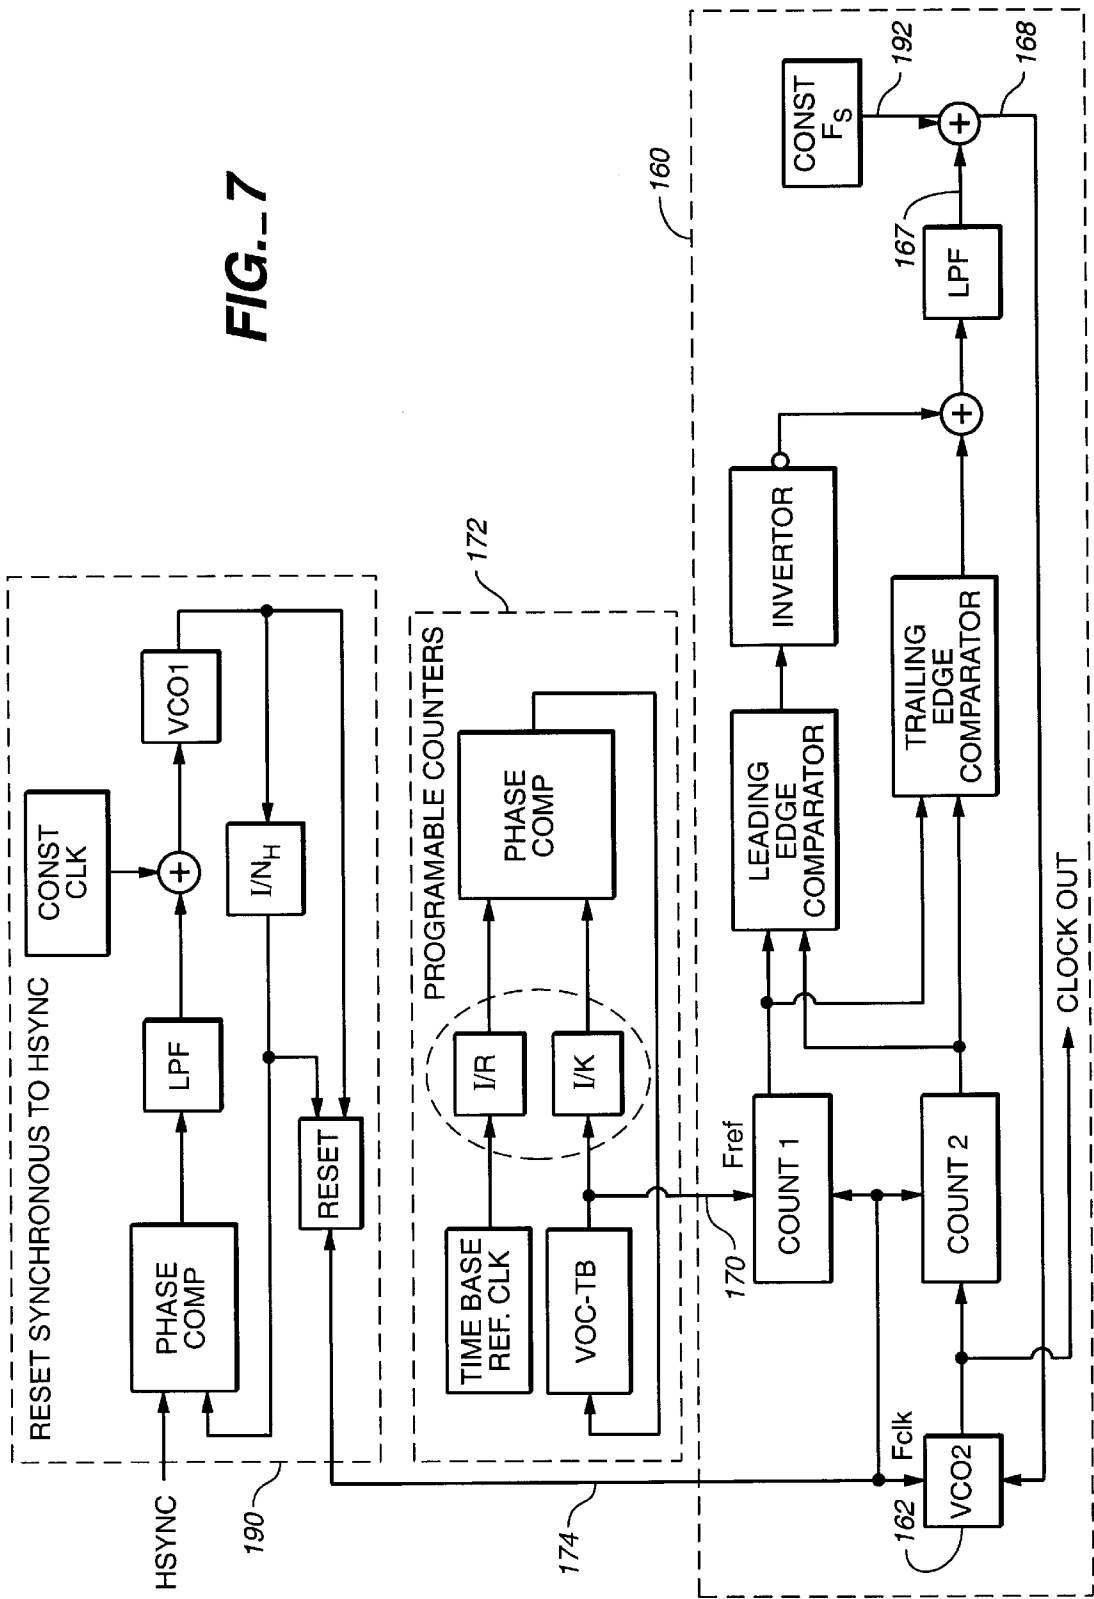 FIG._7
RESET SYNCHRONOUS TO HSYNC
CONST
CLK
HSYNC
PHASE
COMP
LPF
VCO1
I/N_H
RESET
190
PROGRAMABLE COUNTERS
172
TIME BASE
REF. CLK
I/R
PHASE
COMP
VOC-TB
I/K
174
160
170
Fref
COUNT 1
LEADING
EDGE
COMPARATOR
INVERTOR
CONST
F_S
192
Fclk
162
VCO2
COUNT 2
TRAILING
EDGE
COMPARATOR
LPF
167
168
CLOCK OUT